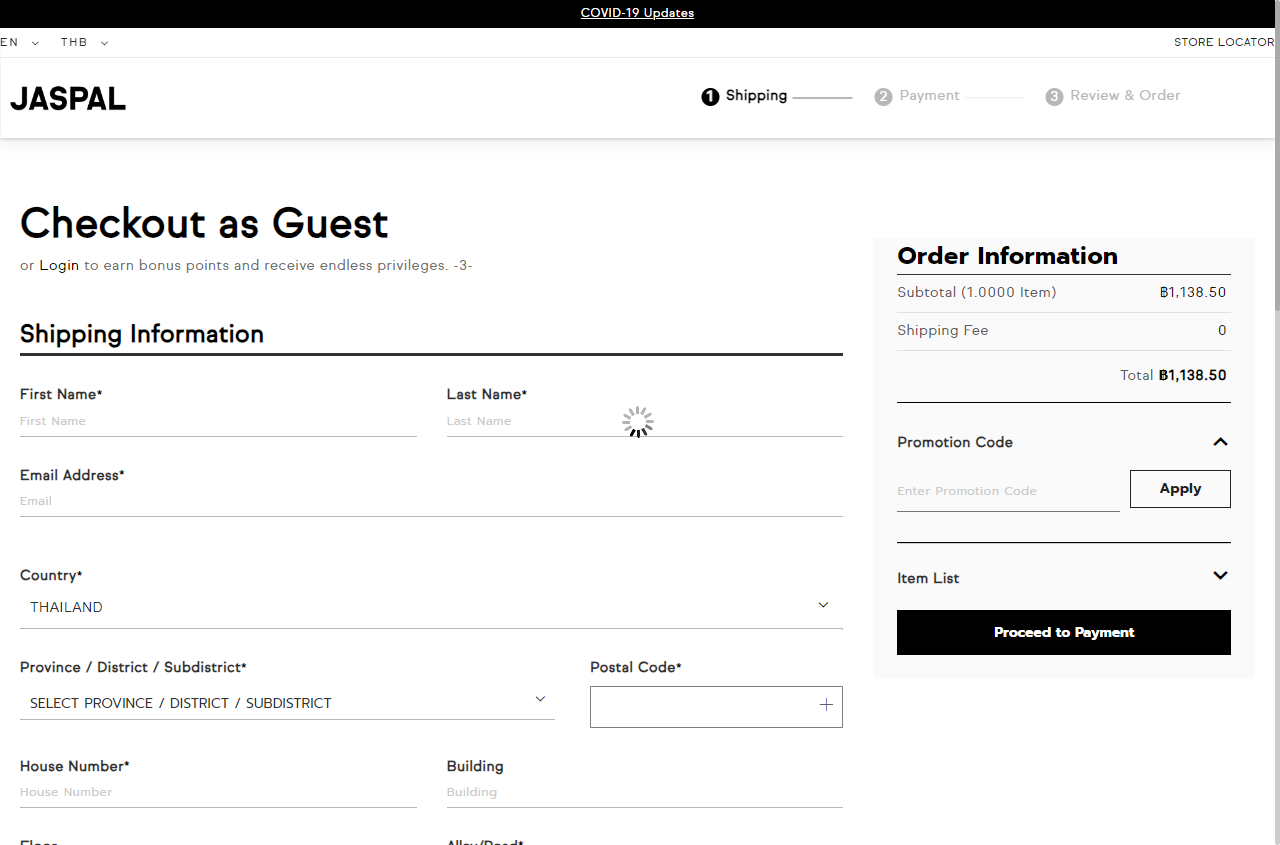 COVID-19 Updates
EN THB STORE LOCATOR
JASPAL
1 Shipping 2 Payment 3 Review & Order
Checkout as Guest
or Login to earn bonus points and receive endless privileges. -3-
Shipping Information
First Name* Last Name*
First Name Last Name
Email Address*
Email
Country*
THAILAND
Province / District / Subdistrict* Postal Code*
SELECT PROVINCE / DISTRICT / SUBDISTRICT
House Number* Building
House Number Building
Floor Alley/Road*
Order Information
Subtotal (1.0000 Item) ฿1,138.50
Shipping Fee 0
Total ฿1,138.50
Promotion Code
Enter Promotion Code Apply
Item List
Proceed to Payment